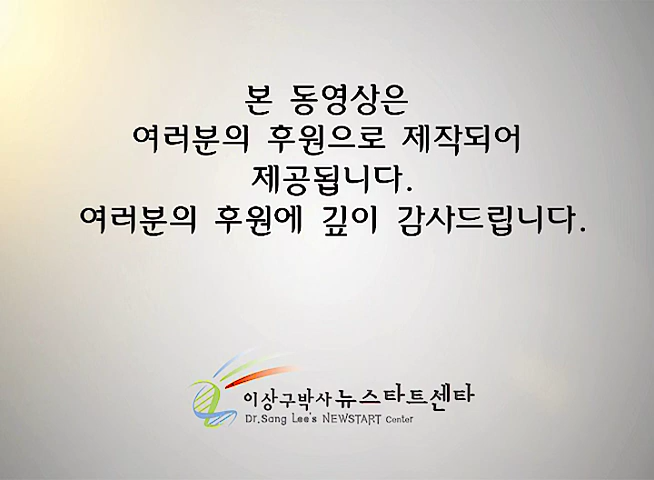 본 동영상은
여러분의 후원으로 제작되어
제공됩니다.
여러분의 후원에 깊이 감사드립니다.
이상구박사 뉴스타트센타
Dr.Sang Lee's NEWSTART Center